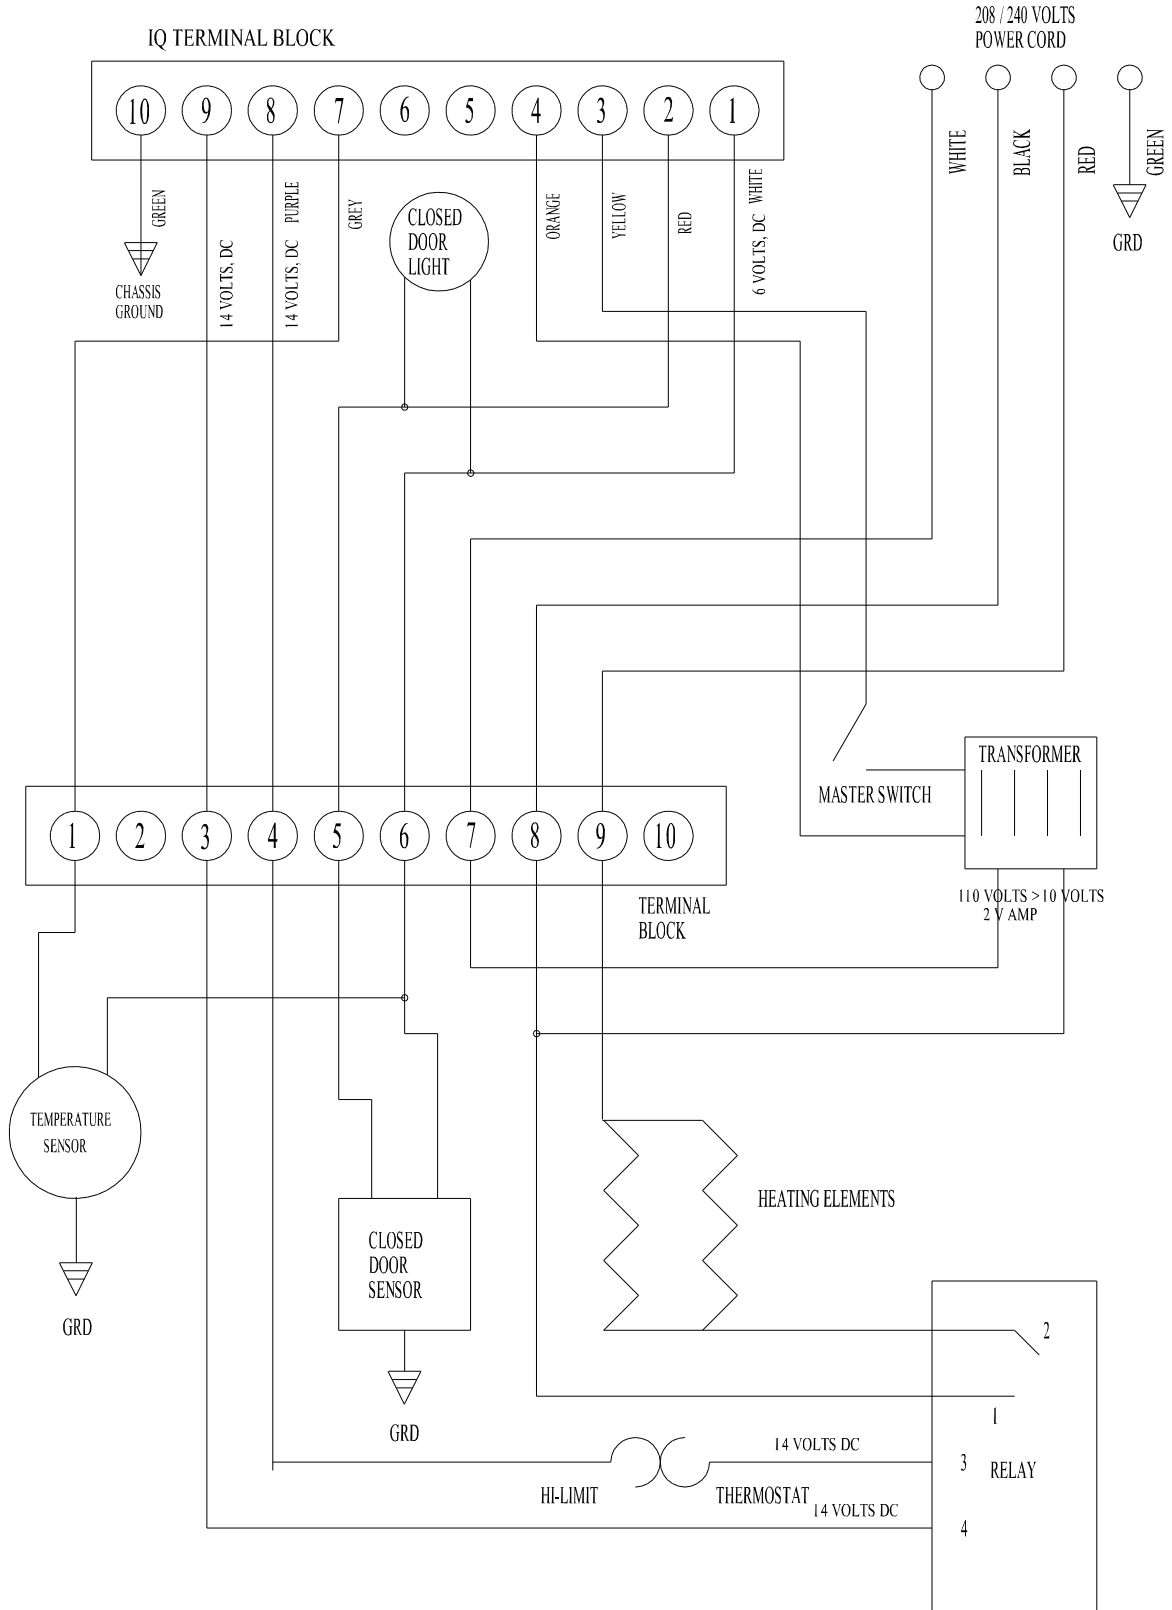 208 / 240 VOLTS
POWER CORD
IQ TERMINAL BLOCK
10 9 8 7 6 5 4 3 2 1
WHITE
BLACK
RED
GREEN
GRD
GREEN
CHASSIS
GROUND
14 VOLTS, DC
14 VOLTS, DC PURPLE
GREY
CLOSED
DOOR
LIGHT
ORANGE
YELLOW
RED
6 VOLTS, DC WHITE
TRANSFORMER
MASTER SWITCH
1 2 3 4 5 6 7 8 9 10
TERMINAL
BLOCK
110 VOLTS >10 VOLTS
2 V AMP
TEMPERATURE
SENSOR
GRD
CLOSED
DOOR
SENSOR
GRD
HEATING ELEMENTS
2
1
14 VOLTS DC
3 RELAY
HI-LIMIT THERMOSTAT
14 VOLTS DC
4